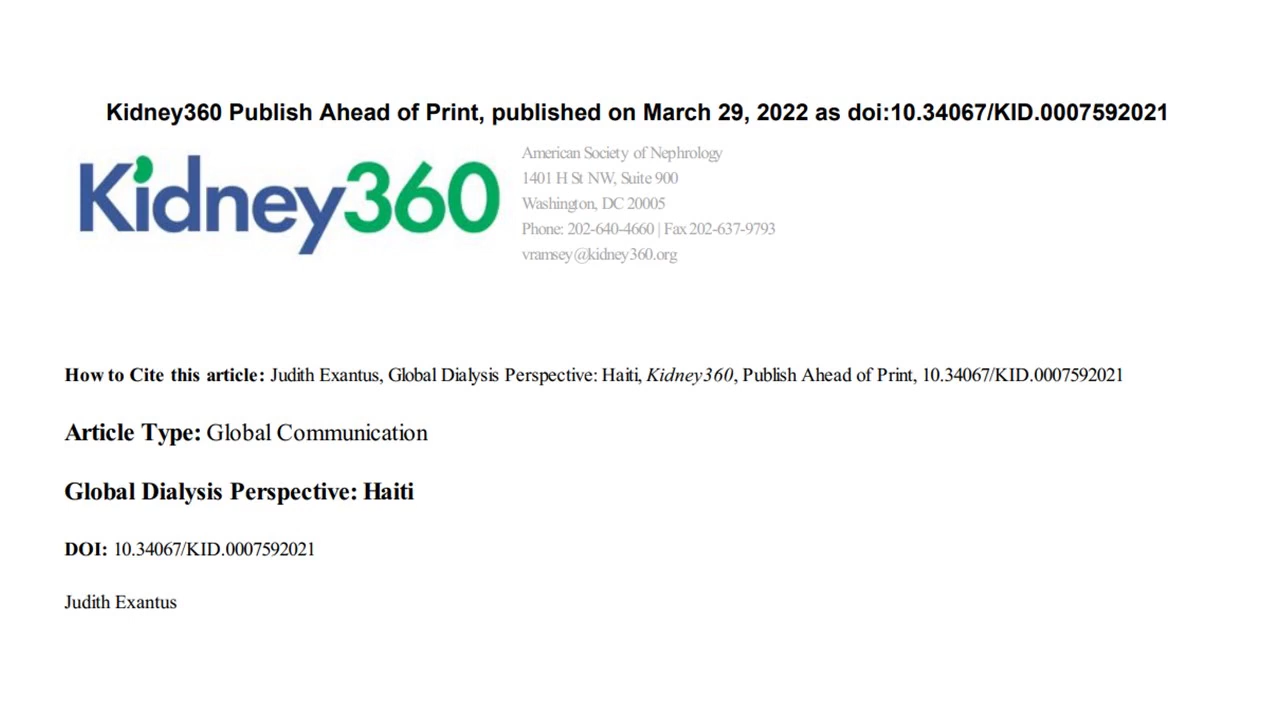 Kidney360 Publish Ahead of Print, published on March 29, 2022 as doi:10.34067/KID.0007592021
Kidney360
American Society of Nephrology
1401 H St NW, Suite 900
Washington, DC 20005
Phone: 202-640-4660 | Fax 202-637-9793
vramsey@kidney360.org
How to Cite this article: Judith Exantus, Global Dialysis Perspective: Haiti, Kidney360, Publish Ahead of Print, 10.34067/KID.0007592021
Article Type: Global Communication
Global Dialysis Perspective: Haiti
DOI: 10.34067/KID.0007592021
Judith Exantus